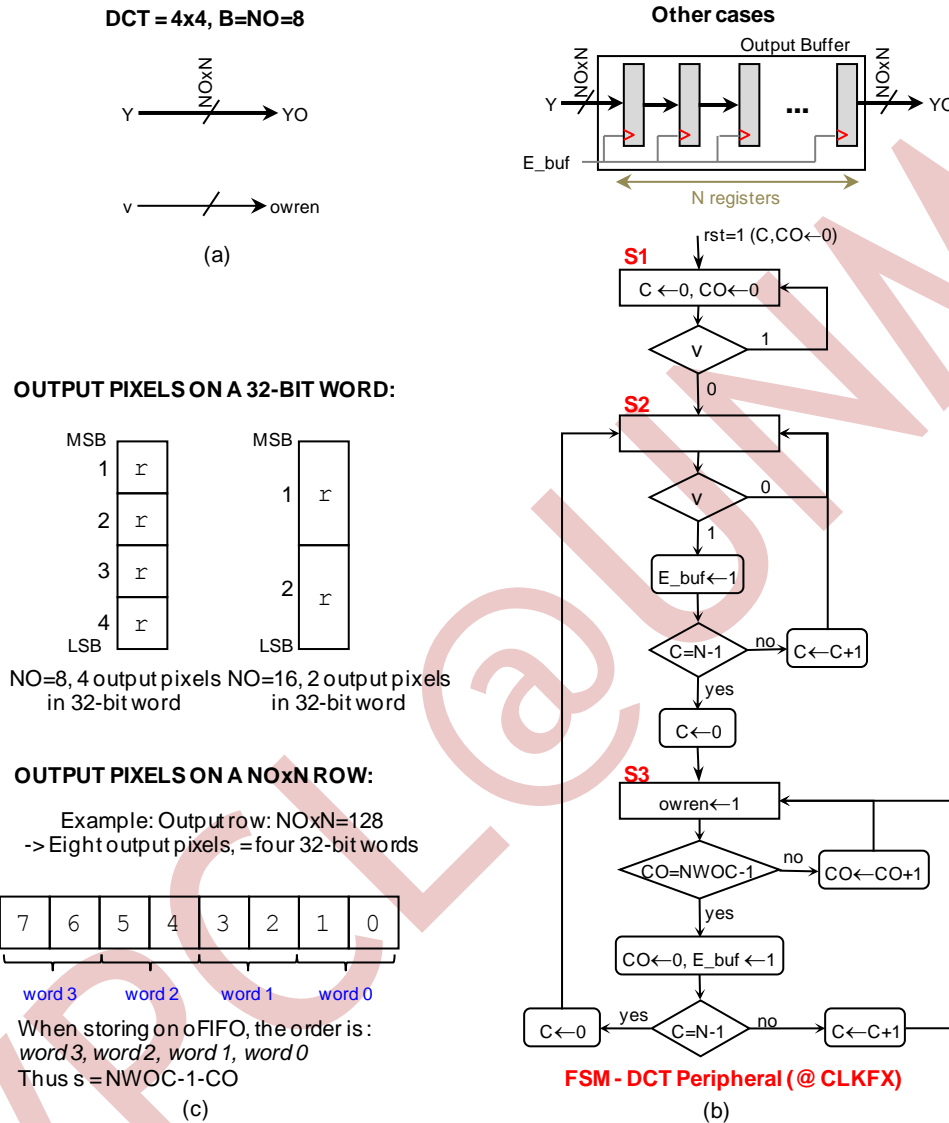 DCT = 4x4, B=NO=8
NOxN
Y
YO
v
owren
(a)
OUTPUT PIXELS ON A 32-BIT WORD:
MSB
1
r
2
r
3
r
4
r
LSB
MSB
1
r
2
r
LSB
NO=8, 4 output pixels
in 32-bit word
NO=16, 2 output pixels
in 32-bit word
OUTPUT PIXELS ON A NOxN ROW:
Example: Output row: NOxN=128
-> Eight output pixels, =four 32-bit words
7 6 5 4 3 2 1 0
word 3 word 2 word 1 word 0
When storing on oFIFO, the order is:
word 3, word 2, word 1, word 0
Thus s = NWOC-1-CO
(c)
Other cases
Output Buffer
NOxN
NOxN
Y
...
YO
E_buf
N registers
rst=1 (C,CO←0)
S1
C ←0, CO←0
v
1
0
S2
v
0
1
E_buf←1
C=N-1
no
C←C+1
yes
C←0
S3
owren←1
CO=NWOC-1
no
CO←CO+1
yes
CO←0, E_buf ←1
C=N-1
yes
C←0
no
C←C+1
FSM - DCT Peripheral (@ CLKFX)
(b)